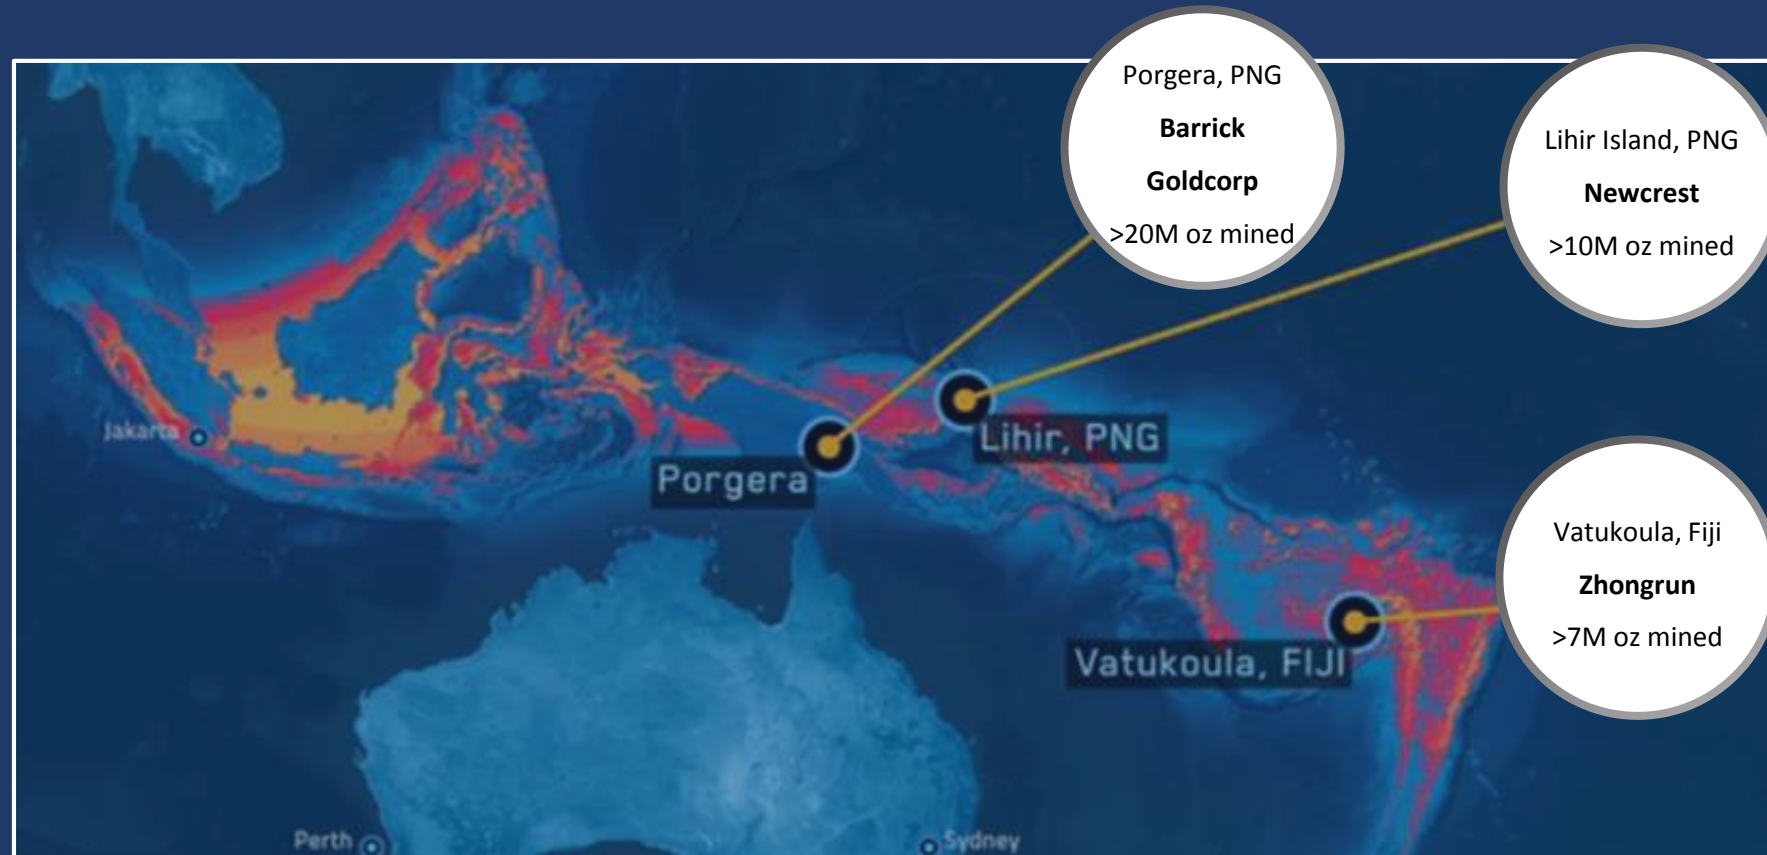 Porgera, PNG
Barrick
Goldcorp
>20M oz mined
Lihir Island, PNG
Newcrest
>10M oz mined
Jakarta
Lihir, PNG
Porgera
Vatukoula, Fiji
Zhongrun
>7M oz mined
Vatukoula, FIJI
Perth
Sydney